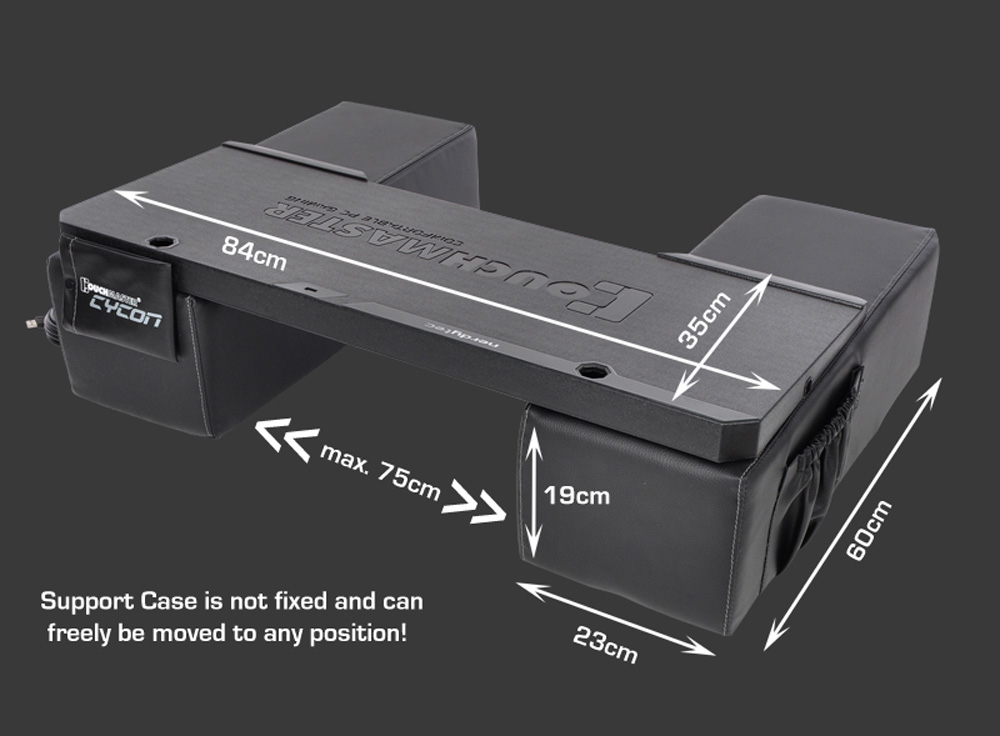 COUCHMASTER
COMFORTABLE PC GAMING
84cm
COUCHMASTER®
CYCON
nerdytec
35cm
max. 75cm
19cm
60cm
23cm
Support Case is not fixed and can
freely be moved to any position!